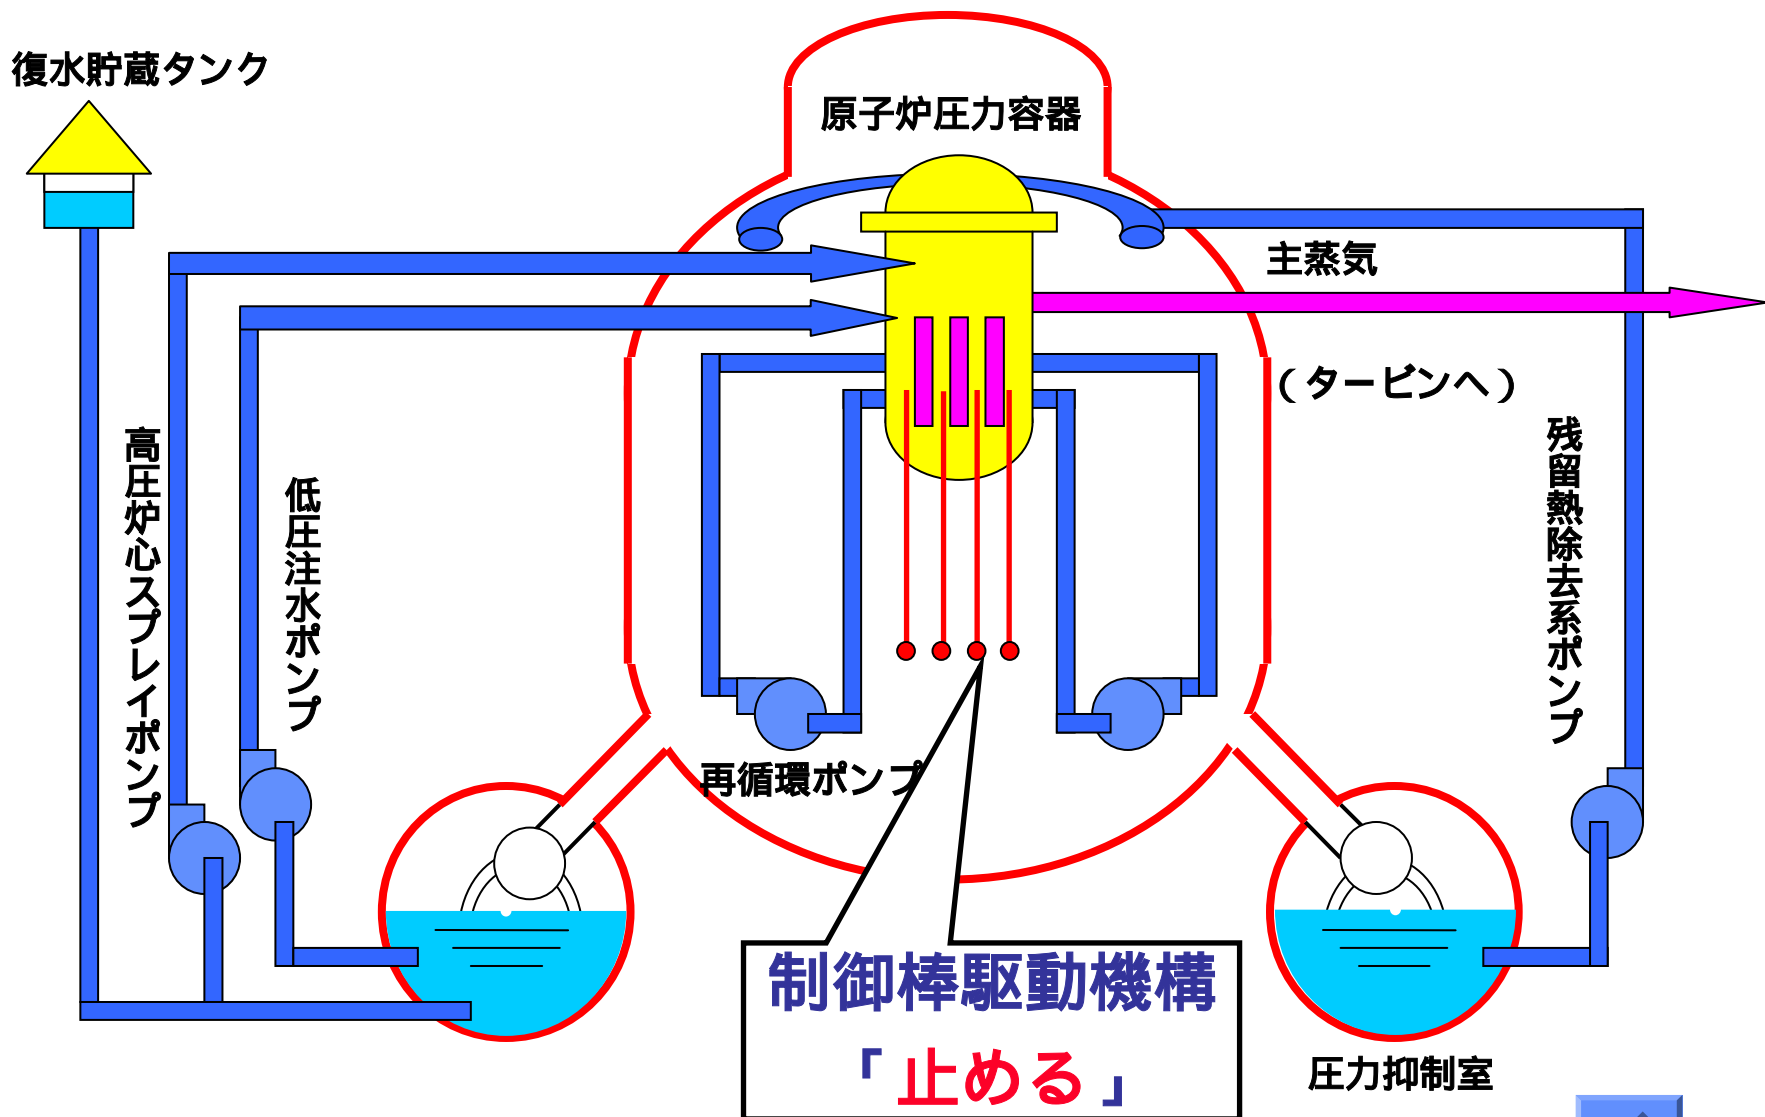 復水貯蔵タンク
原子炉圧力容器
主蒸気
(タービンへ)
高圧炉心スプレイポンプ
低圧注水ポンプ
残留熱除去系ポンプ
再循環ポンプ
制御棒駆動機構
「止める」
圧力抑制室